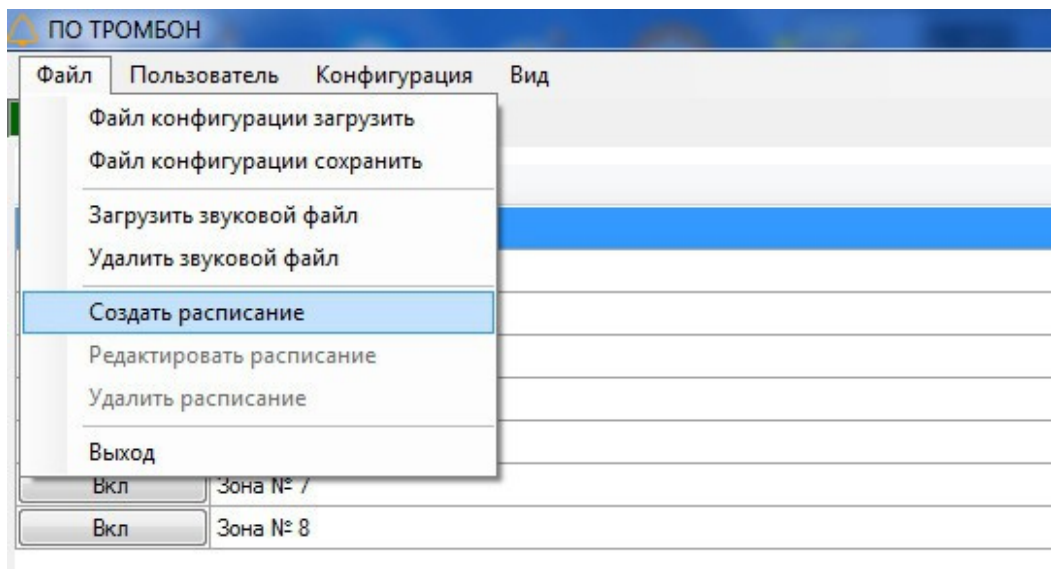 ПО ТРОМБОН
Файл Пользователь Конфигурация Вид
Файл конфигурации загрузить
Файл конфигурации сохранить
Загрузить звуковой файл
Удалить звуковой файл
Создать расписание
Редактировать расписание
Удалить расписание
Выход
Вкл Зона № 7
Вкл Зона № 8